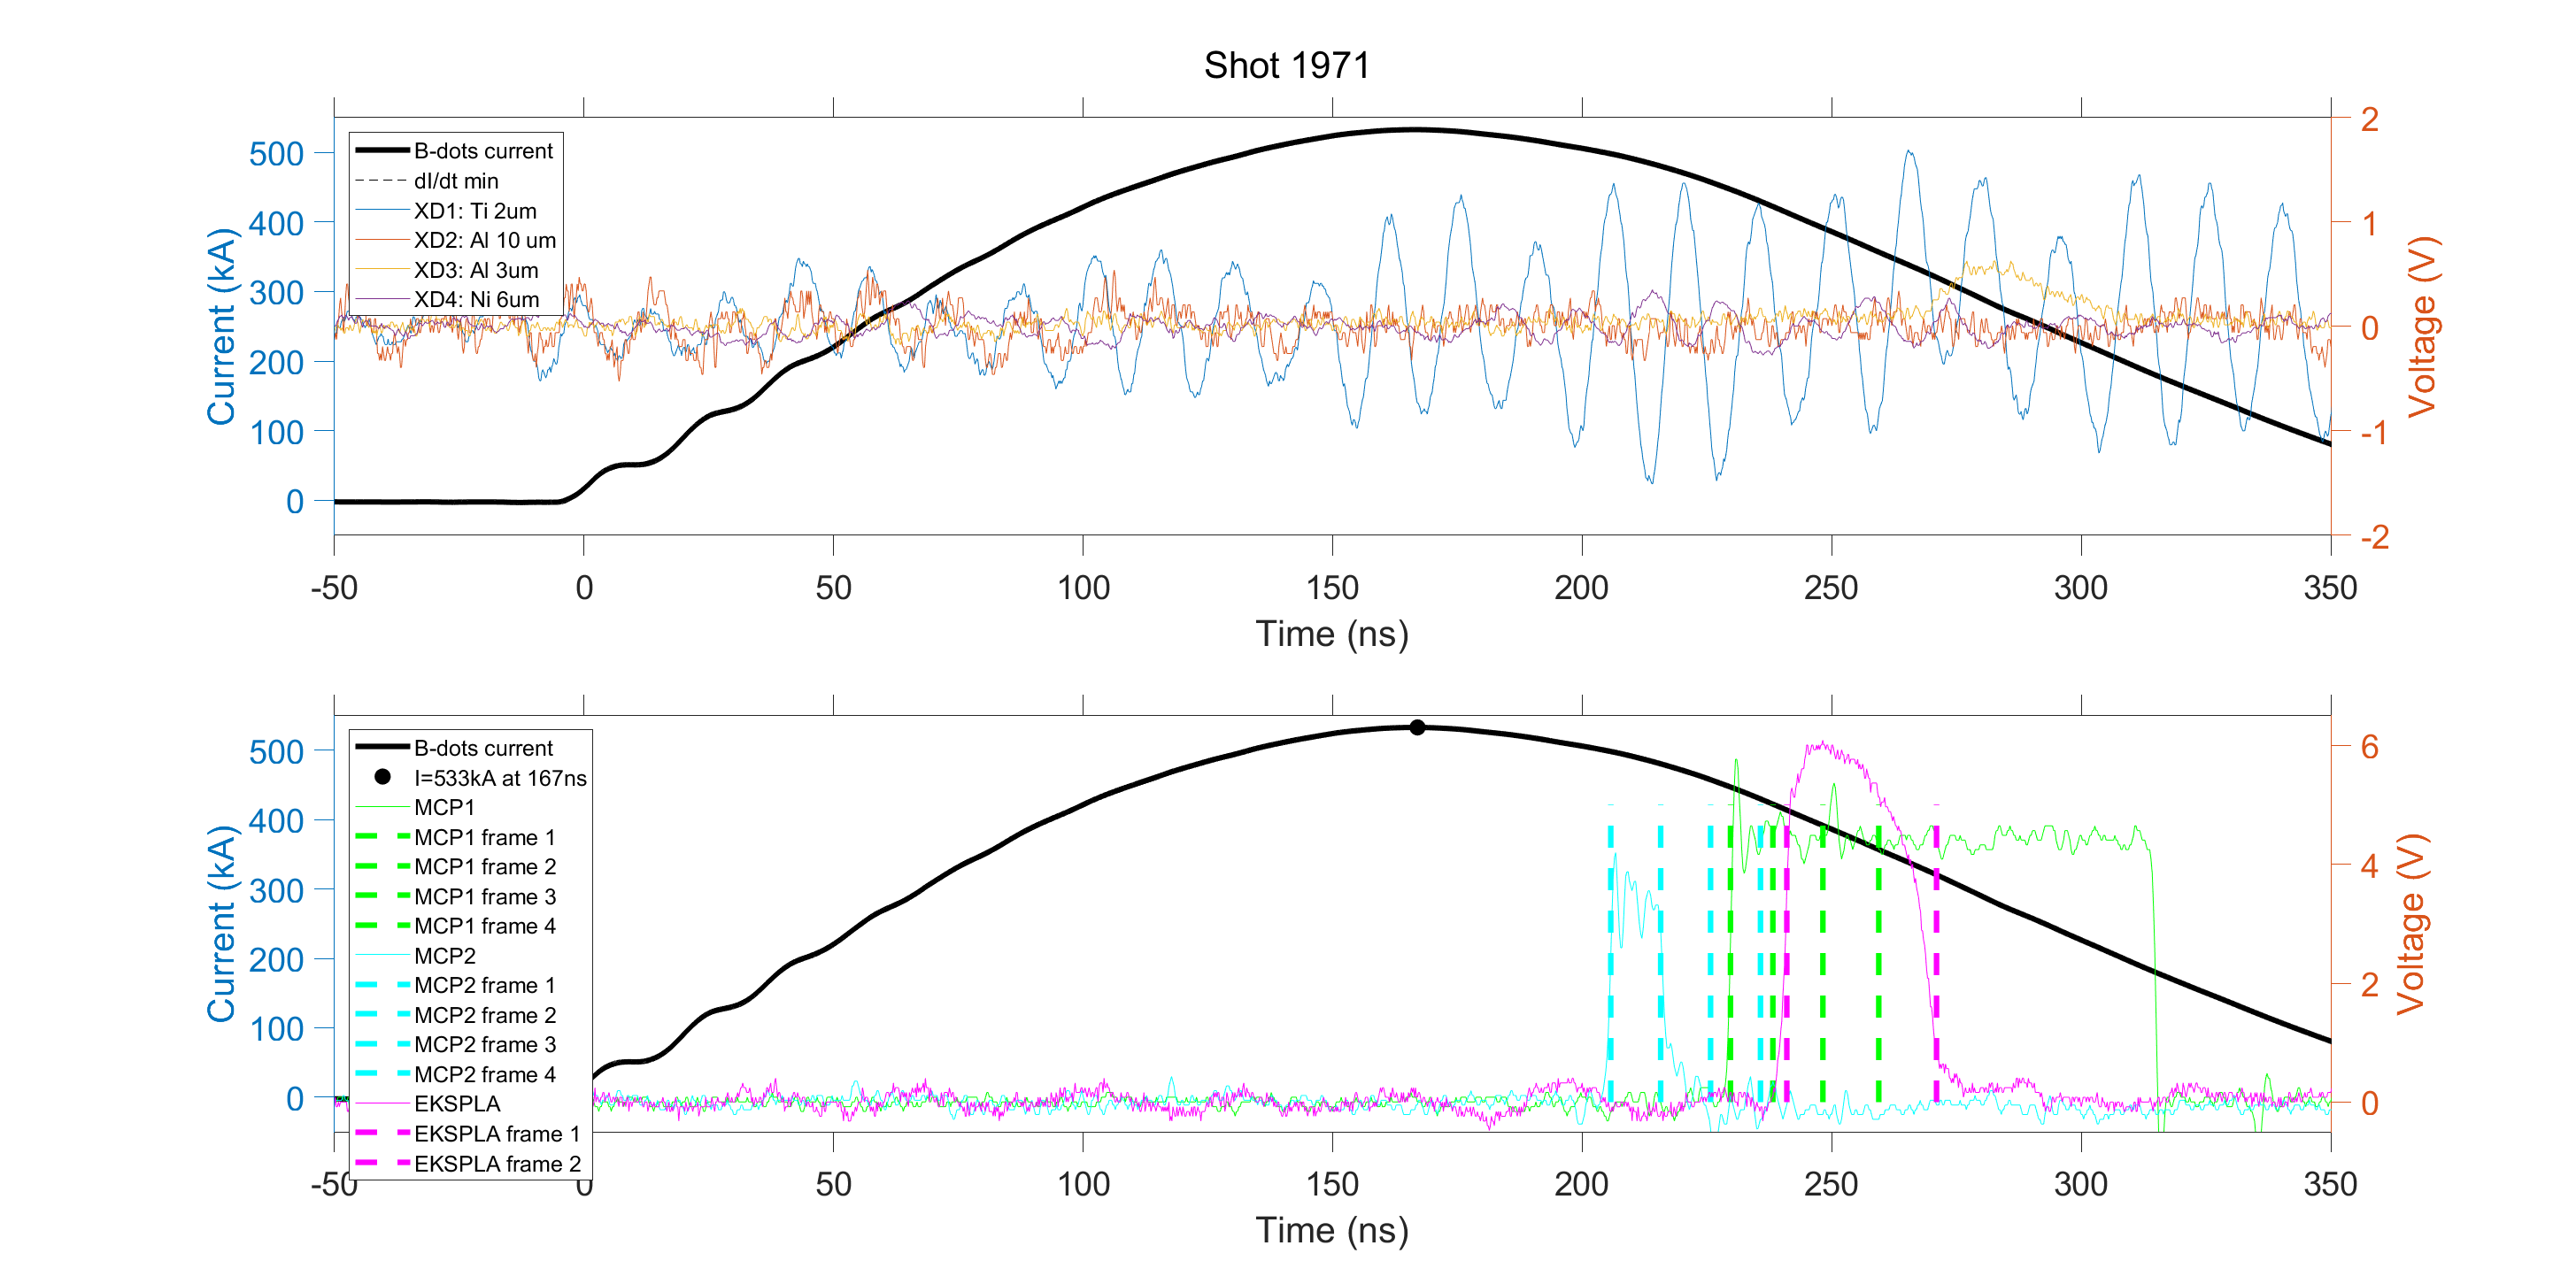 Shot 1971
B-dots current
dI/dt min
XD1: Ti 2um
XD2: Al 10 um
XD3: Al 3um
XD4: Ni 6um
500
400
300
200
100
0
Current (kA)
2
1
0
-1
-2
Voltage (V)
-50 0 50 100 150 200 250 300 350
Time (ns)
B-dots current
I=533kA at 167ns
MCP1
MCP1 frame 1
MCP1 frame 2
MCP1 frame 3
MCP1 frame 4
MCP2
MCP2 frame 1
MCP2 frame 2
MCP2 frame 3
MCP2 frame 4
EKSPLA
EKSPLA frame 1
EKSPLA frame 2
500
400
300
200
100
0
Current (kA)
6
4
2
0
Voltage (V)
-50 0 50 100 150 200 250 300 350
Time (ns)